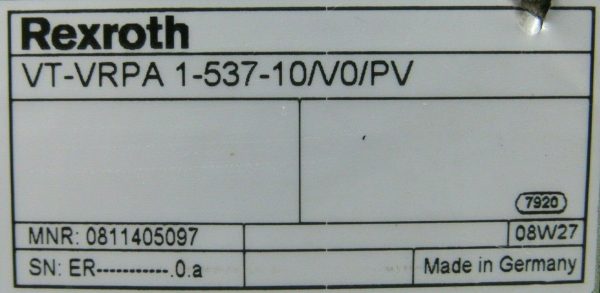 Rexroth
VT-VRPA 1-537-10/V0/PV
7920
MNR: 0811405097
08W27
SN: ER-----------.0.a
Made in Germany